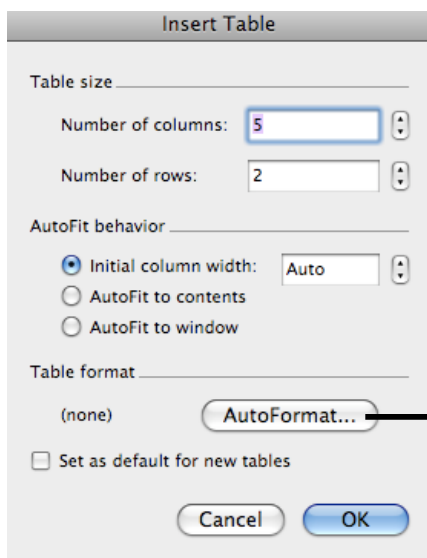 Insert Table
Table size
Number of columns: 5
Number of rows: 2
AutoFit behavior
Initial column width: Auto
AutoFit to contents
AutoFit to window
Table format
(none) AutoFormat...
Set as default for new tables
Cancel OK